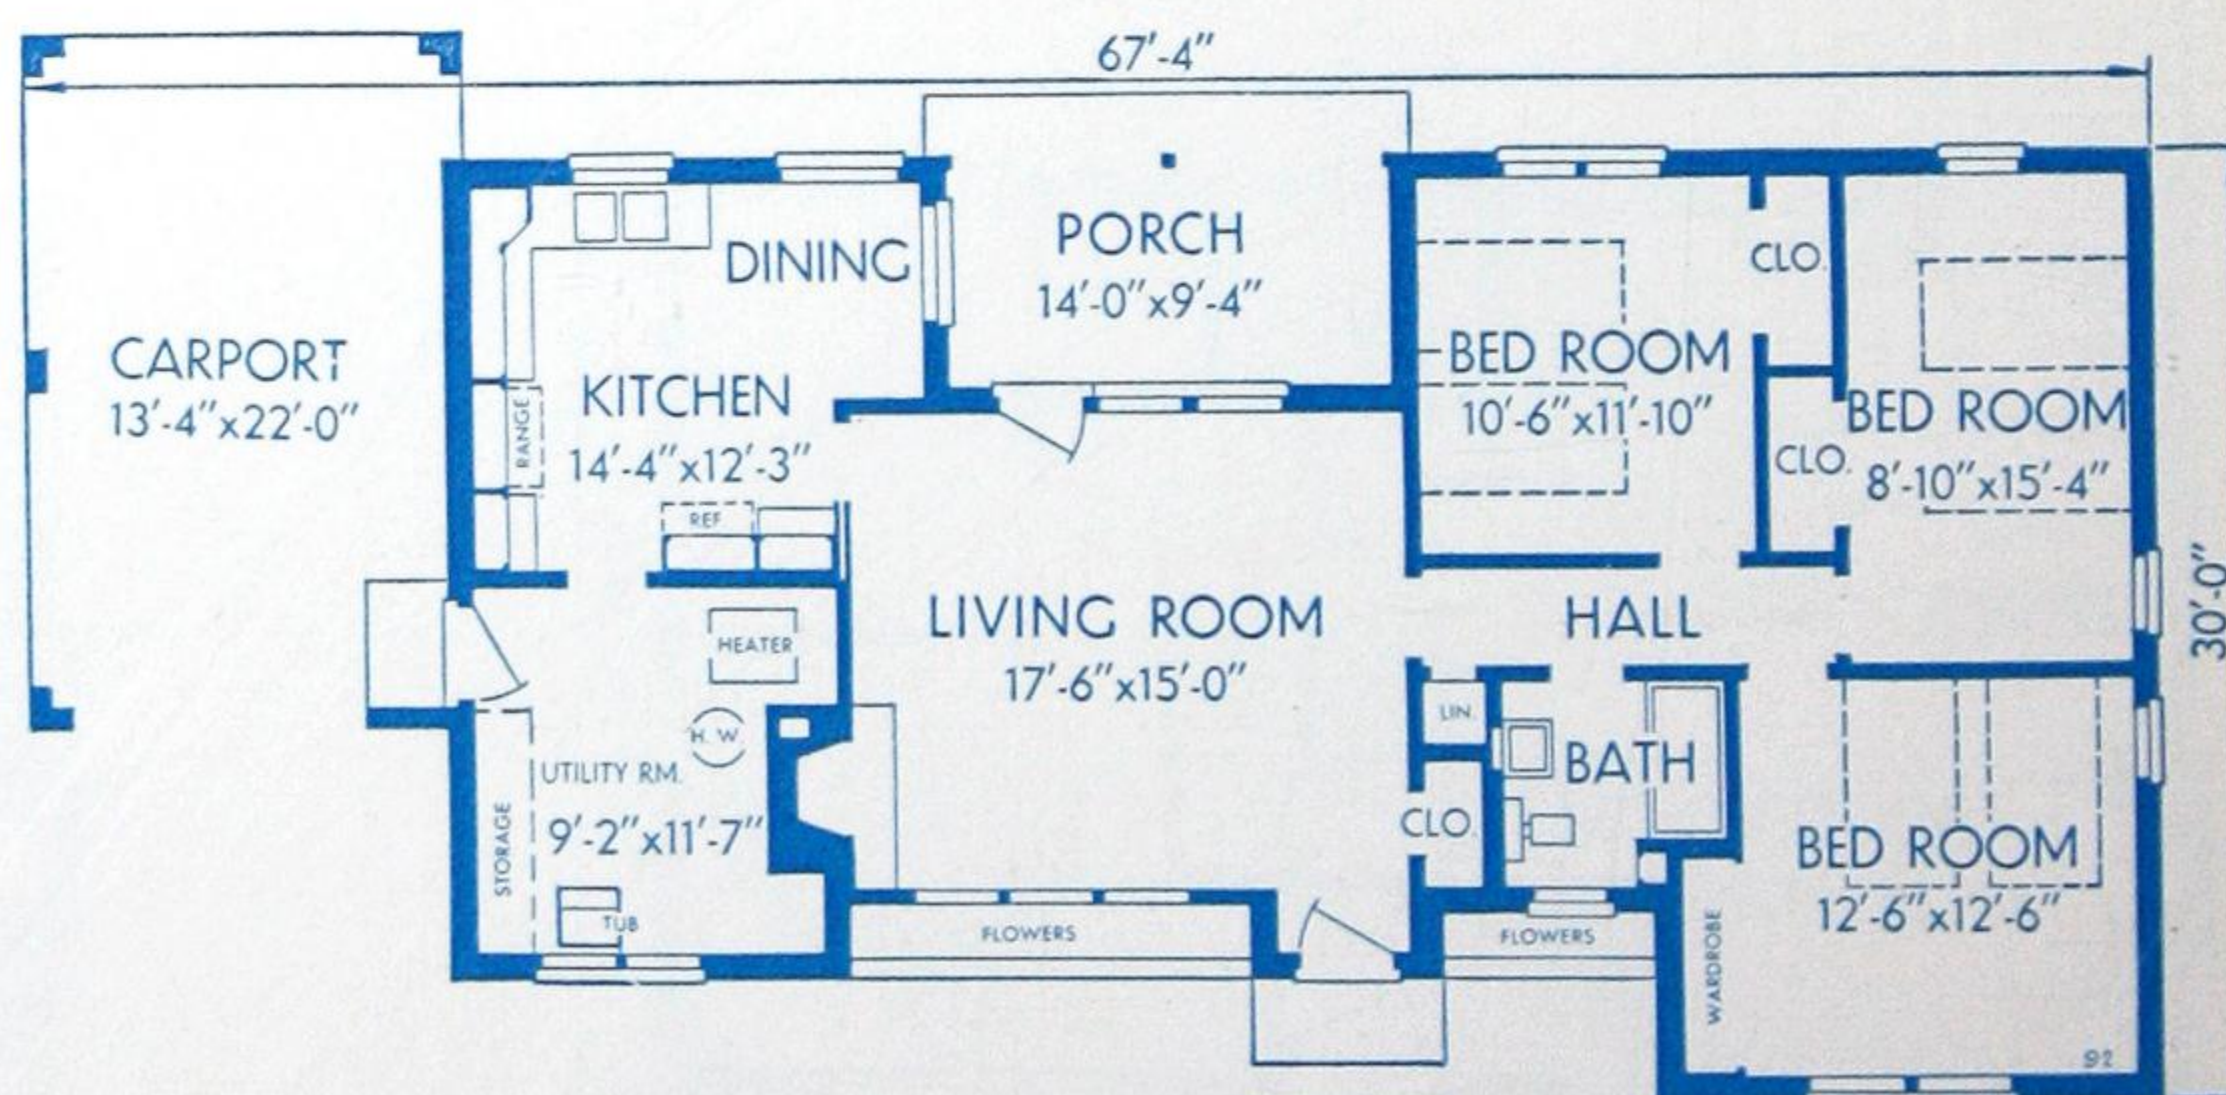 67'-4"
PORCH
14'-0"x9'-4"
DINING
CLO.
CARPORT
13'-4"x22'-0"
KITCHEN
14'-4"x12'-3"
RANGE
REF
BED ROOM
10'-6"x11'-10"
CLO.
BED ROOM
8'-10"x15'-4"
30'-0"
HEATER
LIVING ROOM
17'-6"x15'-0"
HALL
LIN.
H. W
UTILITY RM.
9'-2"x11'-7"
STORAGE
TUB
BATH
CLO.
BED ROOM
12'-6"x12'-6"
FLOWERS
FLOWERS
WARDROBE
92